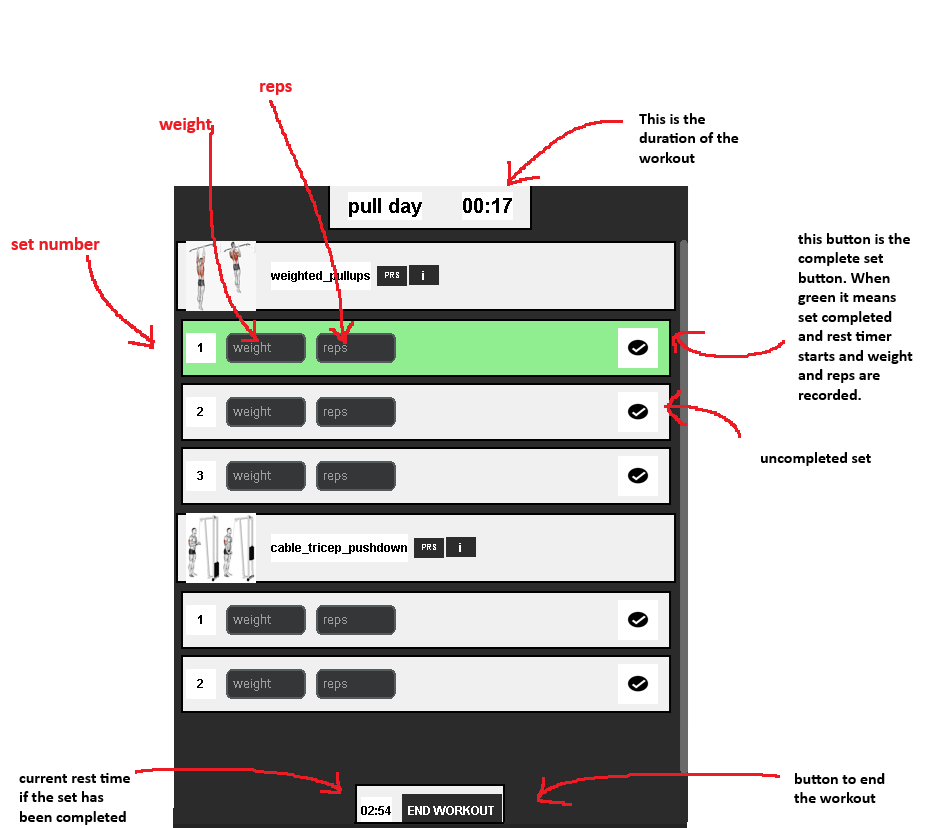 reps
weight
This is the
duration of the
workout
pull day 00:17
set number
this button is the
complete set
button. When
green it means
set completed
and rest timer
starts and weight
and reps are
recorded.
weighted_pullups PRS i
1 weight reps
2 weight reps
uncompleted set
3 weight reps
cable_tricep_pushdown PRS i
1 weight reps
2 weight reps
current rest time
if the set has
been completed
02:54 END WORKOUT
button to end
the workout